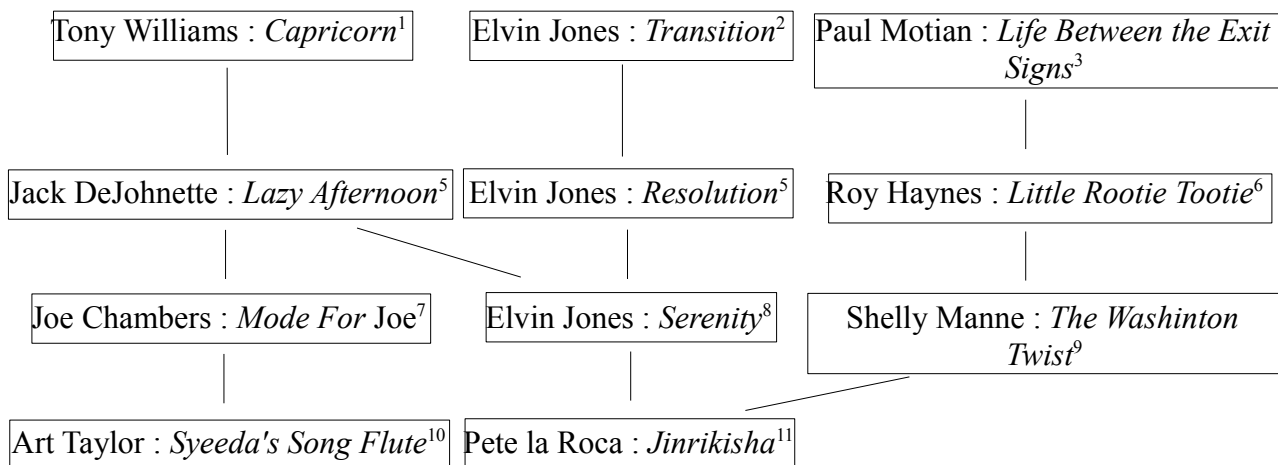 Tony Williams : Capricorn1
Elvin Jones : Transition2
Paul Motian : Life Between the Exit
Signs3
Jack DeJohnette : Lazy Afternoon5
Elvin Jones : Resolution5
Roy Haynes : Little Rootie Tootie6
Joe Chambers : Mode For Joe7
Elvin Jones : Serenity8
Shelly Manne : The Washinton
Twist9
Art Taylor : Syeeda's Song Flute10
Pete la Roca : Jinrikisha11